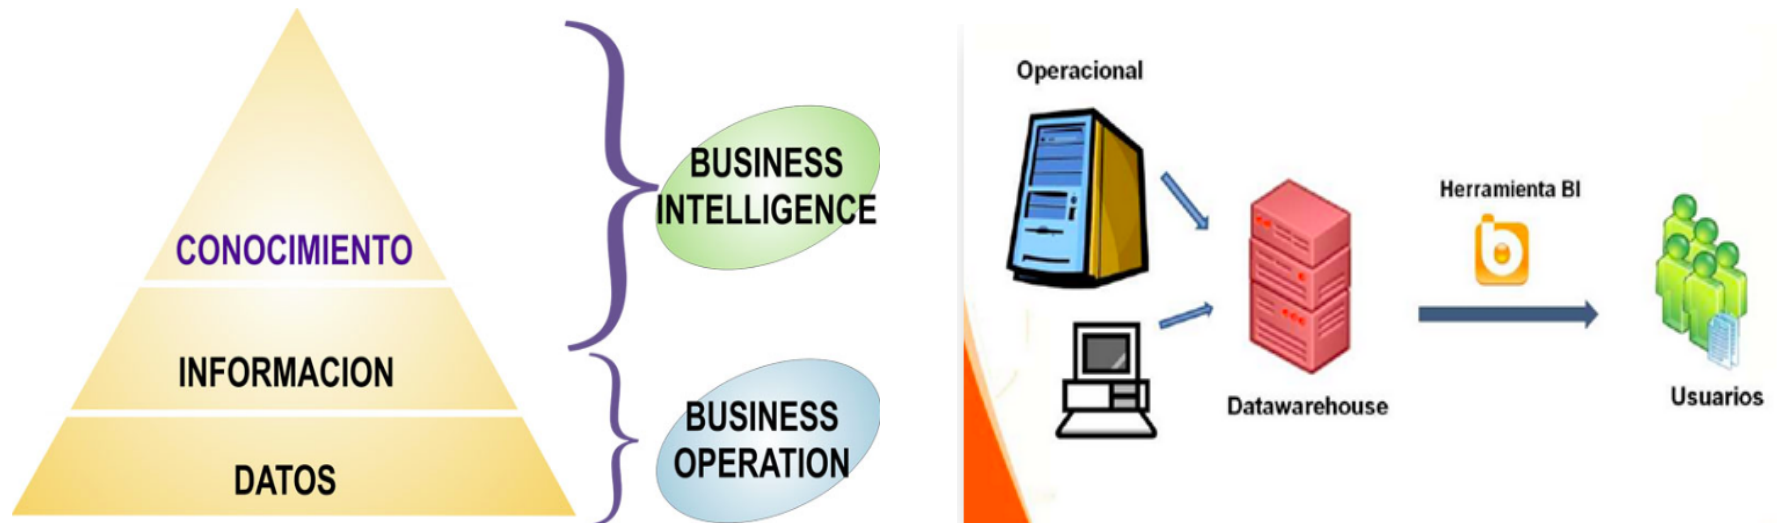 CONOCIMIENTO
INFORMACION
DATOS
BUSINESS
INTELLIGENCE
BUSINESS
OPERATION
Operacional
Herramienta BI
b
Datawarehouse
Usuarios